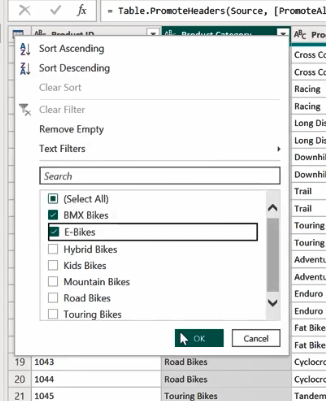 = Table.PromoteHeaders(Source, [PromoteAl
Product ID
Product Category
Pro
Sort Ascending
Sort Descending
Clear Sort
Clear Filter
Remove Empty
Text Filters
Search
(Select All)
BMX Bikes
E-Bikes
Hybrid Bikes
Kids Bikes
Mountain Bikes
Road Bikes
Touring Bikes
OK
Cancel
Cross Co
Cross Co
Racing
Racing
Long Dis
Long Dis
Downhil
Downhil
Trail
Trail
Touring
Touring
Adventu
Adventu
Enduro
Enduro
Fat Bike
Fat Bike
19 1043 Road Bikes Cyclocro
20 1044 Road Bikes Cyclocro
21 1045 Touring Bikes Tandem